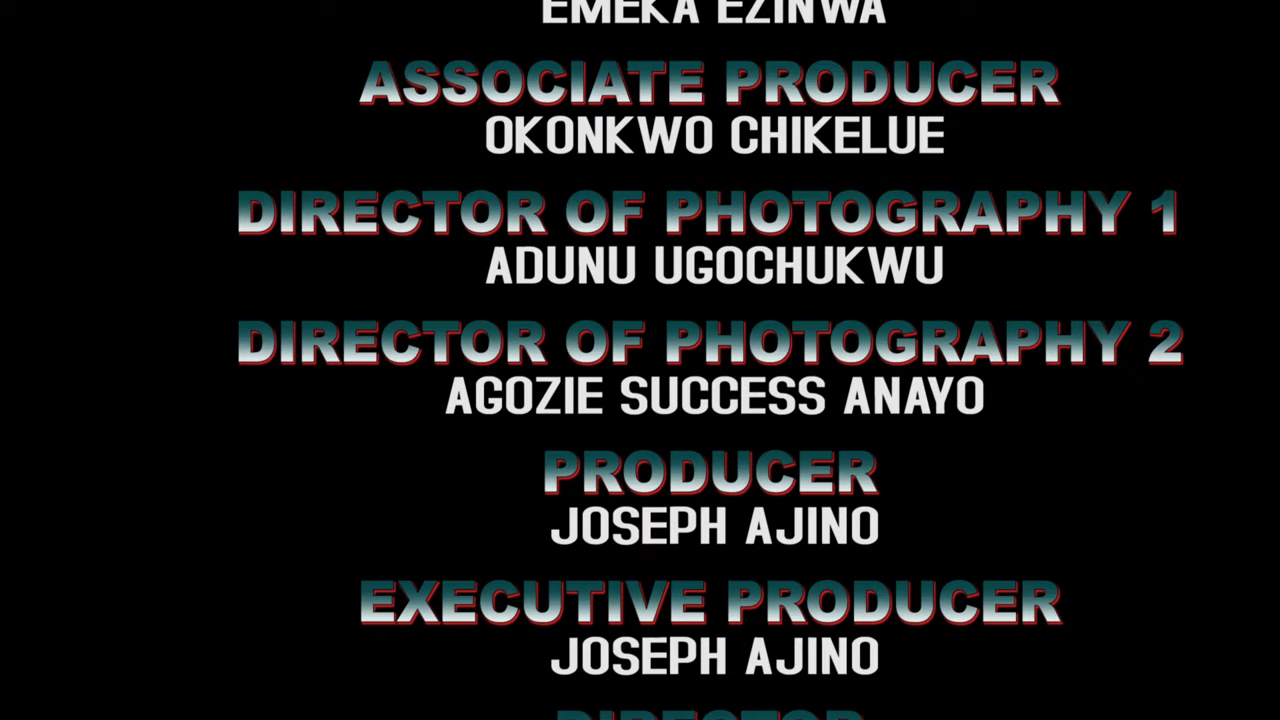 EMEKA EZINWA
ASSOCIATE PRODUCER
OKONKWO CHIKELUE
DIRECTOR OF PHOTOGRAPHY 1
ADUNU UGOCHUKWU
DIRECTOR OF PHOTOGRAPHY 2
AGOZIE SUCCESS ANAYO
PRODUCER
JOSEPH AJINO
EXECUTIVE PRODUCER
JOSEPH AJINO
DIRECTOR